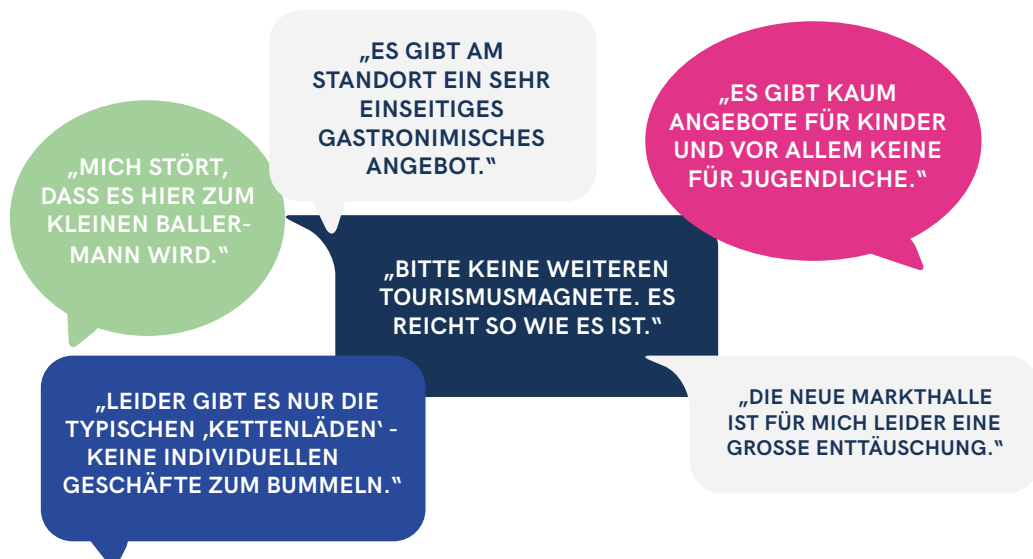 „ES GIBT AM
STANDORT EIN SEHR
EINSEITIGES
GASTRONIMISCHES
ANGEBOT.“
„ES GIBT KAUM
ANGEBOTE FÜR KINDER
UND VOR ALLEM KEINE
FÜR JUGENDLICHE.“
„MICH STÖRT,
DASS ES HIER ZUM
KLEINEN BALLER-
MANN WIRD.“
„BITTE KEINE WEITEREN
TOURISMUSMAGNETE. ES
REICHT SO WIE ES IST.“
„LEIDER GIBT ES NUR DIE
TYPISCHEN ‚KETTENLÄDEN‘ -
KEINE INDIVIDUELLEN
GESCHÄFTE ZUM BUMMELN.“
„DIE NEUE MARKTHALLE
IST FÜR MICH LEIDER EINE
GROSSE ENTTÄUSCHUNG.“